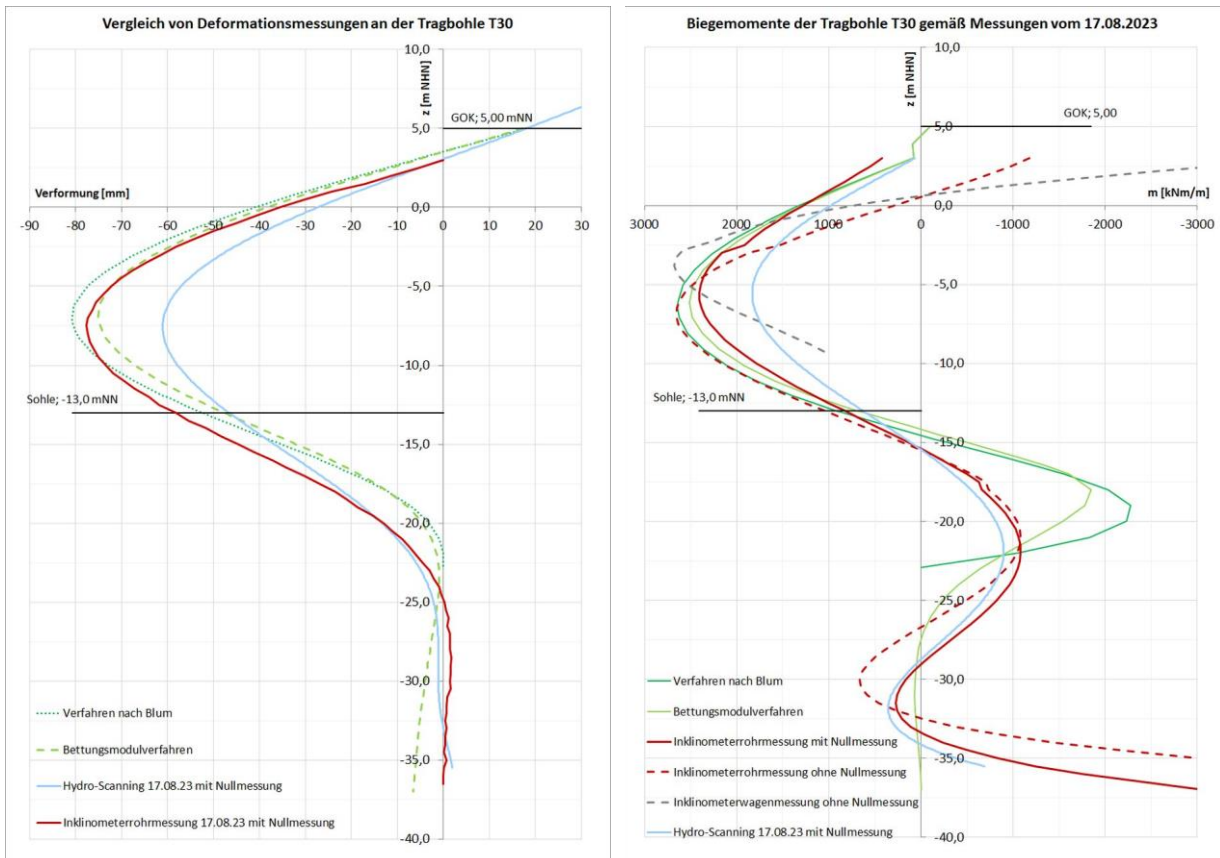 Vergleich von Deformationsmessungen an der Tragbohle T30
10,0
z [m NHN]
GOK; 5,00 mNN
5,0
Verformung [mm]
0,0
-90 -80 -70 -60 -50 -40 -30 -20 -10 0 10 20 30
-5,0
-10,0
Sohle; -13,0 mNN
-15,0
-20,0
-25,0
-30,0
-35,0
-40,0
Verfahren nach Blum
Bettungsmodulverfahren
Hydro-Scanning 17.08.23 mit Nullmessung
Inklinometerrohrmessung 17.08.23 mit Nullmessung
Biegemomente der Tragbohle T30 gemäß Messungen vom 17.08.2023
10,0
z [m NHN]
GOK; 5,00
5,0
m [kNm/m]
0,0
3000 2000 1000 0 -1000 -2000 -3000
-5,0
-10,0
Sohle; -13,0 mNN
-15,0
-20,0
-25,0
-30,0
-35,0
-40,0
Verfahren nach Blum
Bettungsmodulverfahren
Inklinometerrohrmessung mit Nullmessung
Inklinometerrohrmessung ohne Nullmessung
Inklinometerwagenmessung ohne Nullmessung
Hydro-Scanning 17.08.23 mit Nullmessung